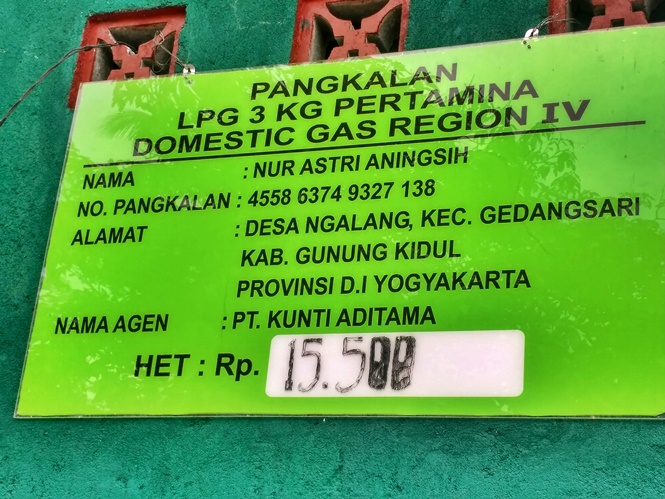 PANGKALAN
LPG 3 KG PERTAMINA
DOMESTIC GAS REGION IV
NAMA : NUR ASTRI ANINGSIH
NO. PANGKALAN : 4558 6374 9327 138
ALAMAT : DESA NGALANG, KEC. GEDANGSARI
KAB. GUNUNG KIDUL
PROVINSI D.I YOGYAKARTA
NAMA AGEN : PT. KUNTI ADITAMA
HET : Rp. 15.500